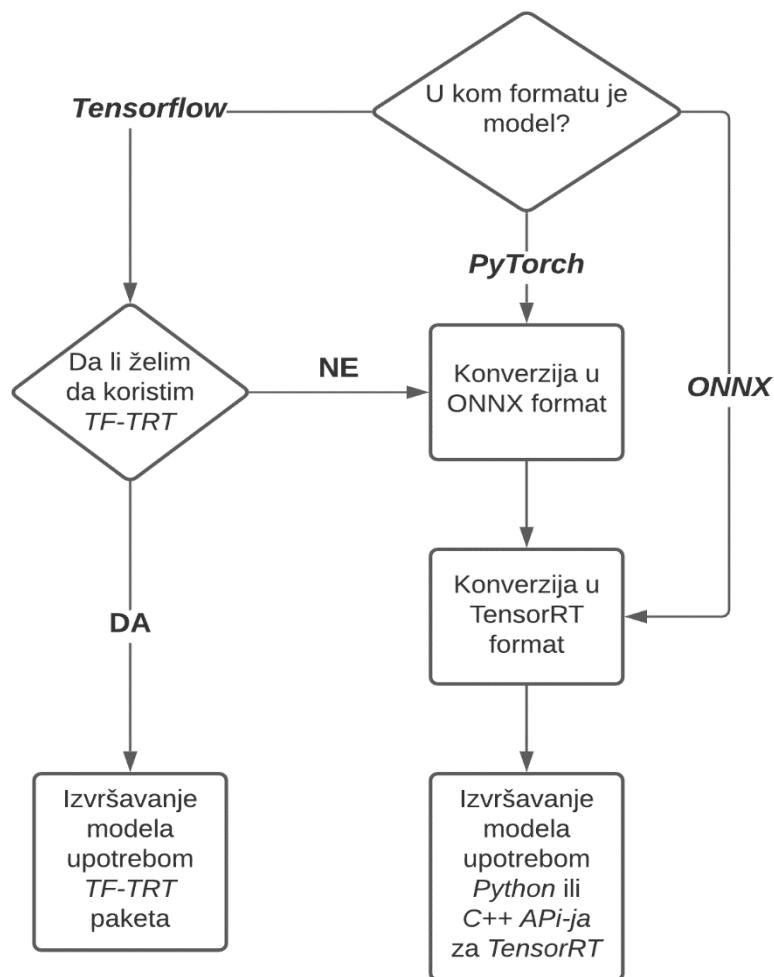 U kom formatu je
model?
Tensorflow
PyTorch
ONNX
Da li želim
da koristim
TF-TRT
NE
Konverzija u
ONNX format
DA
Konverzija u
TensorRT
format
Izvršavanje
modela
upotrebom
TF-TRT
paketa
Izvršavanje
modela
upotrebom
Python ili
C++ APi-ja
za TensorRT